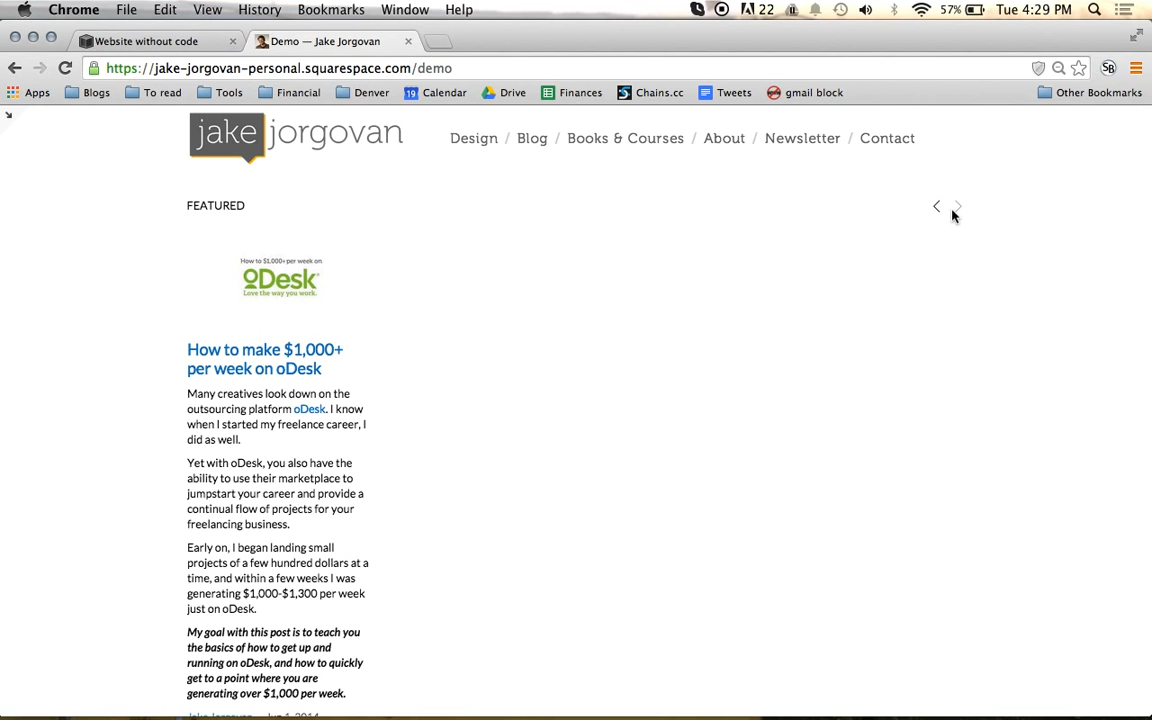 Chrome File Edit View History Bookmarks Window Help 22 57% Tue 4:29 PM
Website without code × Demo — Jake Jorgovan ×
https://jake-jorgovan-personal.squarespace.com/demo
Apps Blogs To read Tools Financial Denver 19 Calendar Drive Finances Chains.cc Tweets gmail block Other Bookmarks
jake jorgovan
Design / Blog / Books & Courses / About / Newsletter / Contact
FEATURED
How to $1,000+ per week on
oDesk
Love the way you work.
How to make $1,000+
per week on oDesk
Many creatives look down on the
outsourcing platform oDesk. I know
when I started my freelance career, I
did as well.
Yet with oDesk, you also have the
ability to use their marketplace to
jumpstart your career and provide a
continual flow of projects for your
freelancing business.
Early on, I began landing small
projects of a few hundred dollars at a
time, and within a few weeks I was
generating $1,000-$1,300 per week
just on oDesk.
My goal with this post is to teach you
the basics of how to get up and
running on oDesk, and how to quickly
get to a point where you are
generating over $1,000 per week.